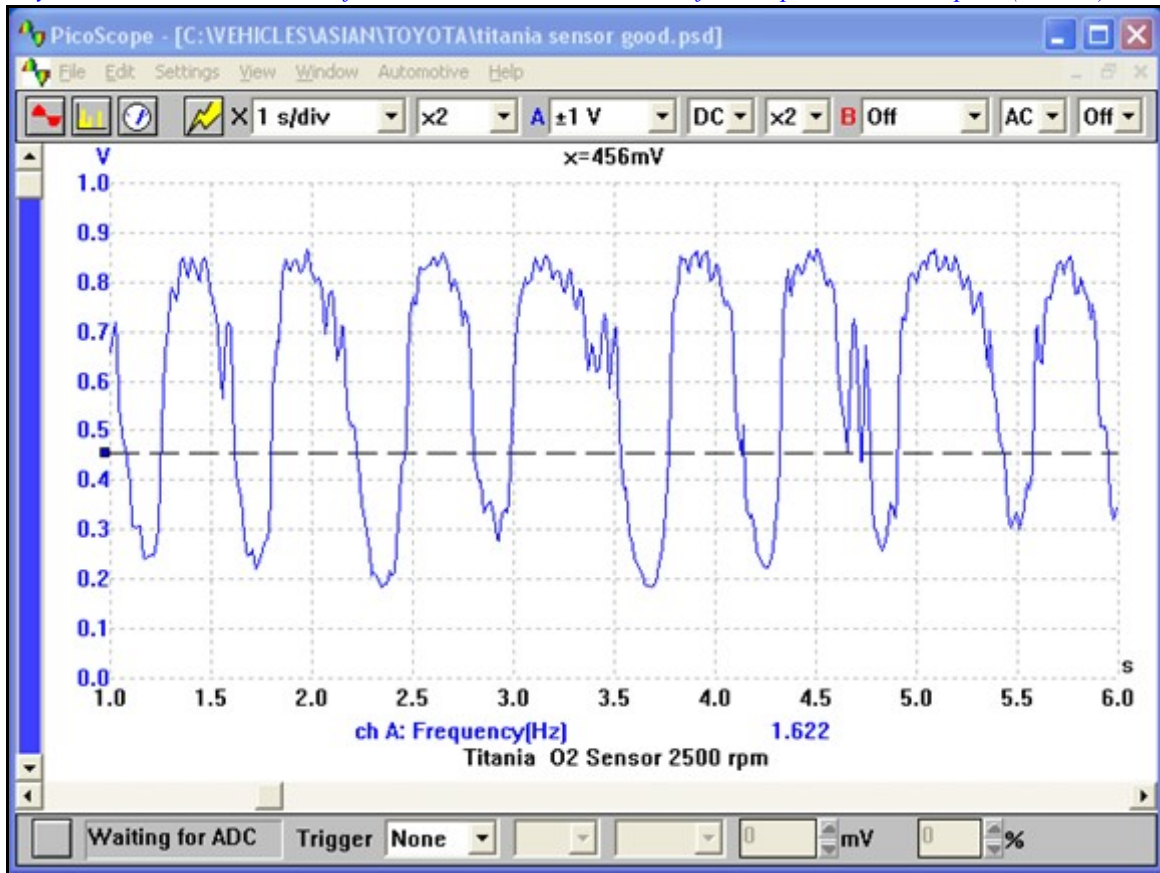 PicoScope - [C:\VEHICLES\ASIAN\TOYOTA\titania sensor good.psd]
File Edit Settings View Window Automotive Help
X 1 s/div x2 A ±1 V DC x2 B Off AC Off
V x=456mV
1.0
0.9
0.8
0.7
0.6
0.5
0.4
0.3
0.2
0.1
0.0
s
1.0 1.5 2.0 2.5 3.0 3.5 4.0 4.5 5.0 5.5 6.0
ch A: Frequency(Hz) 1.622
Titania O2 Sensor 2500 rpm
Waiting for ADC Trigger None 0 mV 0 %